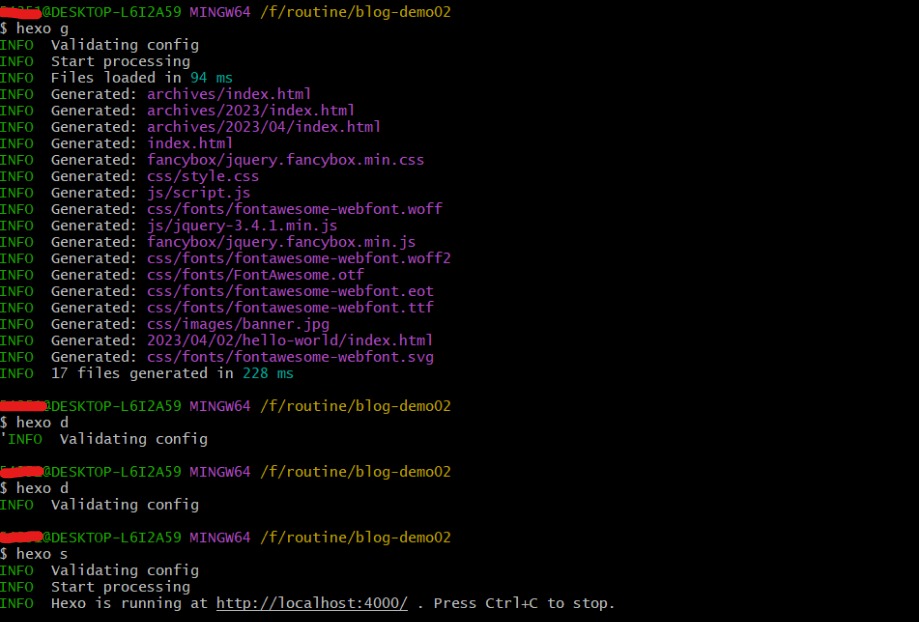 @DESKTOP-L6I2A59 MINGW64 /f/routine/blog-demo02
$ hexo g
INFO  Validating config
INFO  Start processing
INFO  Files loaded in 94 ms
INFO  Generated: archives/index.html
INFO  Generated: archives/2023/index.html
INFO  Generated: archives/2023/04/index.html
INFO  Generated: index.html
INFO  Generated: fancybox/jquery.fancybox.min.css
INFO  Generated: css/style.css
INFO  Generated: js/script.js
INFO  Generated: css/fonts/fontawesome-webfont.woff
INFO  Generated: js/jquery-3.4.1.min.js
INFO  Generated: fancybox/jquery.fancybox.min.js
INFO  Generated: css/fonts/fontawesome-webfont.woff2
INFO  Generated: css/fonts/FontAwesome.otf
INFO  Generated: css/fonts/fontawesome-webfont.eot
INFO  Generated: css/fonts/fontawesome-webfont.ttf
INFO  Generated: css/images/banner.jpg
INFO  Generated: 2023/04/02/hello-world/index.html
INFO  Generated: css/fonts/fontawesome-webfont.svg
INFO  17 files generated in 228 ms
@DESKTOP-L6I2A59 MINGW64 /f/routine/blog-demo02
$ hexo d
'INFO  Validating config
@DESKTOP-L6I2A59 MINGW64 /f/routine/blog-demo02
$ hexo d
INFO  Validating config
@DESKTOP-L6I2A59 MINGW64 /f/routine/blog-demo02
$ hexo s
INFO  Validating config
INFO  Start processing
INFO  Hexo is running at http://localhost:4000/ . Press Ctrl+C to stop.